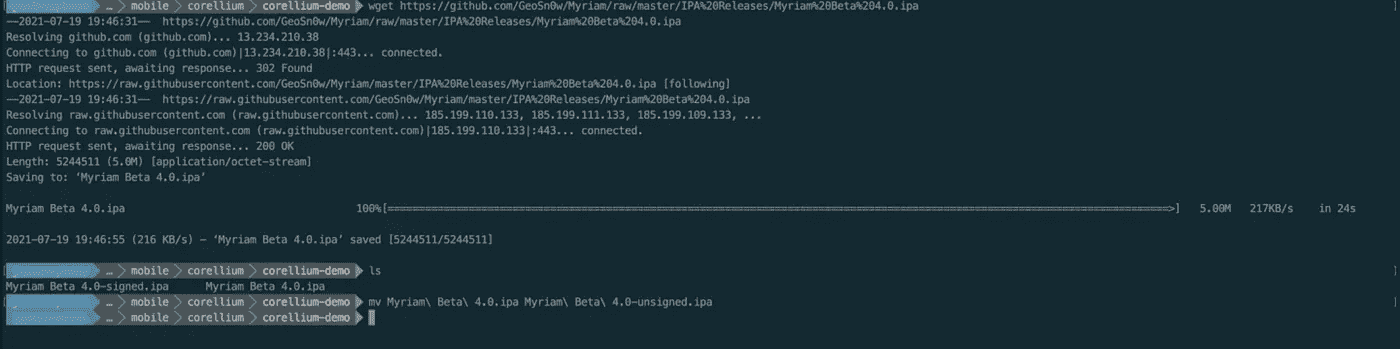 … mobile corellium corellium-demo wget https://github.com/GeoSn0w/Myriam/raw/master/IPA%20Releases/Myriam%20Beta%204.0.ipa
--2021-07-19 19:46:31--  https://github.com/GeoSn0w/Myriam/raw/master/IPA%20Releases/Myriam%20Beta%204.0.ipa
Resolving github.com (github.com)... 13.234.210.38
Connecting to github.com (github.com)|13.234.210.38|:443... connected.
HTTP request sent, awaiting response... 302 Found
Location: https://raw.githubusercontent.com/GeoSn0w/Myriam/master/IPA%20Releases/Myriam%20Beta%204.0.ipa [following]
--2021-07-19 19:46:31--  https://raw.githubusercontent.com/GeoSn0w/Myriam/master/IPA%20Releases/Myriam%20Beta%204.0.ipa
Resolving raw.githubusercontent.com (raw.githubusercontent.com)... 185.199.110.133, 185.199.111.133, 185.199.109.133, ...
Connecting to raw.githubusercontent.com (raw.githubusercontent.com)|185.199.110.133|:443... connected.
HTTP request sent, awaiting response... 200 OK
Length: 5244511 (5.0M) [application/octet-stream]
Saving to: ‘Myriam Beta 4.0.ipa’
Myriam Beta 4.0.ipa 100%[=================================================>] 5.00M 217KB/s in 24s
2021-07-19 19:46:55 (216 KB/s) - ‘Myriam Beta 4.0.ipa’ saved [5244511/5244511]
… mobile corellium corellium-demo ls
Myriam Beta 4.0-signed.ipa Myriam Beta 4.0.ipa
… mobile corellium corellium-demo mv Myriam\ Beta\ 4.0.ipa Myriam\ Beta\ 4.0-unsigned.ipa
… mobile corellium corellium-demo